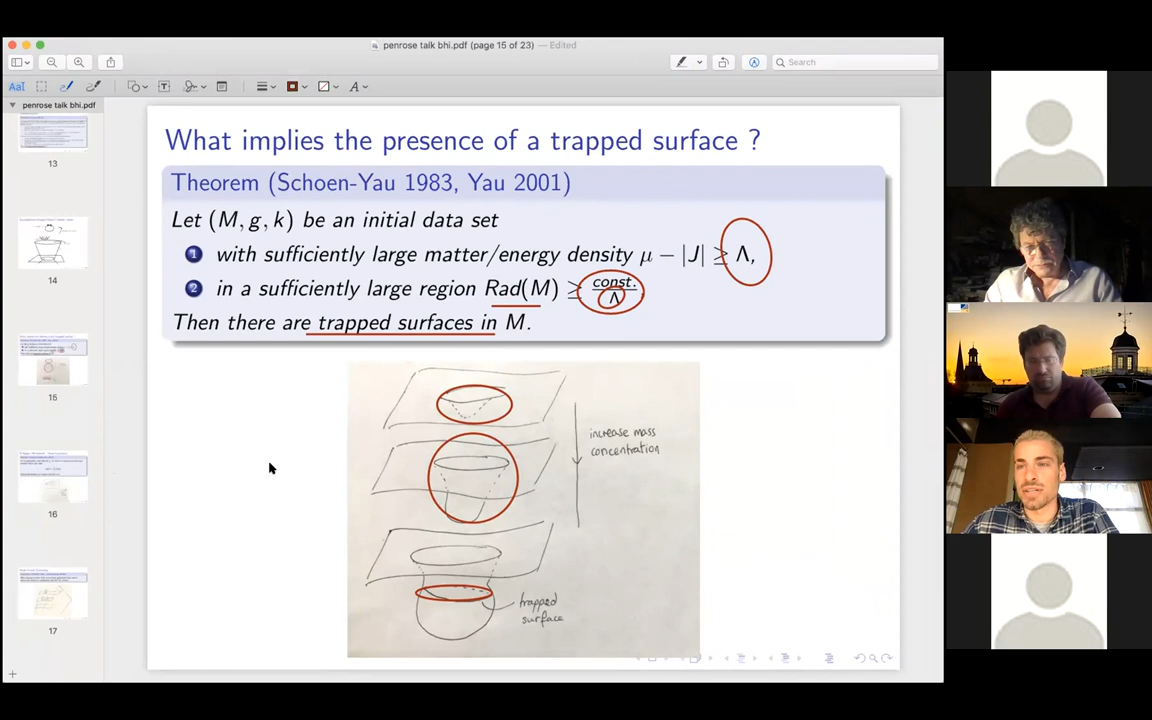 penrose talk bhi.pdf (page 15 of 23) — Edited
Search
AaI
T
A
penrose talk bhi.pdf
13
14
15
16
17
What implies the presence of a trapped surface ?
Theorem (Schoen-Yau 1983, Yau 2001)
Let (M, g, k) be an initial data set
1 with sufficiently large matter/energy density μ − |J| ≥ Λ,
2 in a sufficiently large region Rad(M) ≥ const./Λ
Then there are trapped surfaces in M.
increase mass
concentration
trapped
surface